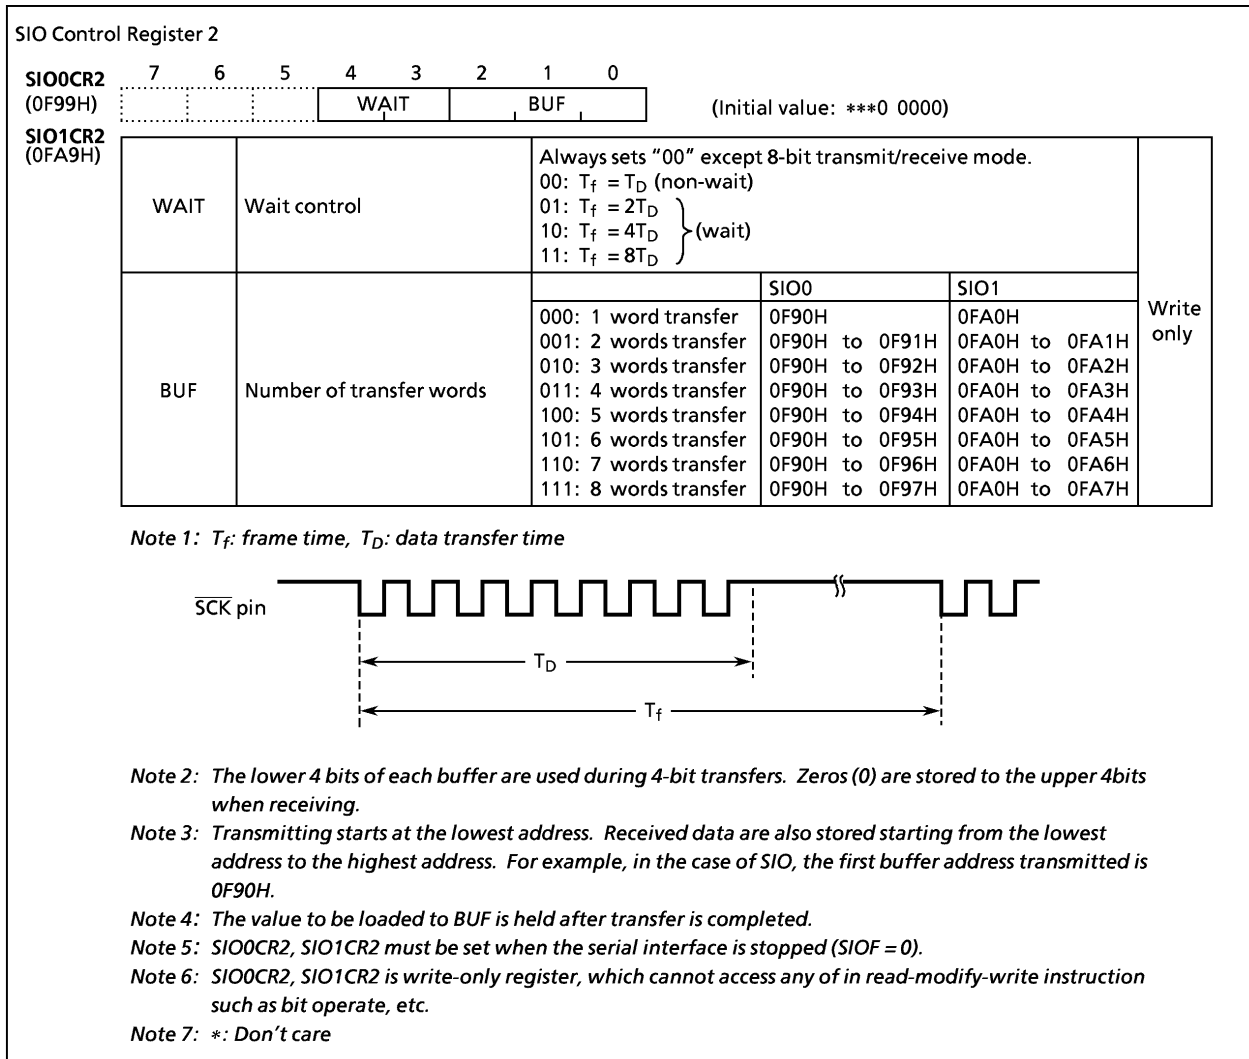 SIO Control Register 2
SIO0CR2 7 6 5 4 3 2 1 0
(0F99H) WAIT BUF (Initial value: ***0 0000)
SIO1CR2
(0FA9H)
Always sets “00” except 8-bit transmit/receive mode.
00: Tf = TD (non-wait)
WAIT Wait control 01: Tf = 2TD
10: Tf = 4TD (wait)
11: Tf = 8TD
SIO0 SIO1
Write only
000: 1 word transfer 0F90H 0FA0H
001: 2 words transfer 0F90H to 0F91H 0FA0H to 0FA1H
010: 3 words transfer 0F90H to 0F92H 0FA0H to 0FA2H
BUF Number of transfer words 011: 4 words transfer 0F90H to 0F93H 0FA0H to 0FA3H
100: 5 words transfer 0F90H to 0F94H 0FA0H to 0FA4H
101: 6 words transfer 0F90H to 0F95H 0FA0H to 0FA5H
110: 7 words transfer 0F90H to 0F96H 0FA0H to 0FA6H
111: 8 words transfer 0F90H to 0F97H 0FA0H to 0FA7H
Note 1: Tf: frame time, TD: data transfer time
SCK pin
TD
Tf
Note 2: The lower 4 bits of each buffer are used during 4-bit transfers. Zeros (0) are stored to the upper 4bits
when receiving.
Note 3: Transmitting starts at the lowest address. Received data are also stored starting from the lowest
address to the highest address. For example, in the case of SIO, the first buffer address transmitted is
0F90H.
Note 4: The value to be loaded to BUF is held after transfer is completed.
Note 5: SIO0CR2, SIO1CR2 must be set when the serial interface is stopped (SIOF = 0).
Note 6: SIO0CR2, SIO1CR2 is write-only register, which cannot access any of in read-modify-write instruction
such as bit operate, etc.
Note 7: *: Don’t care